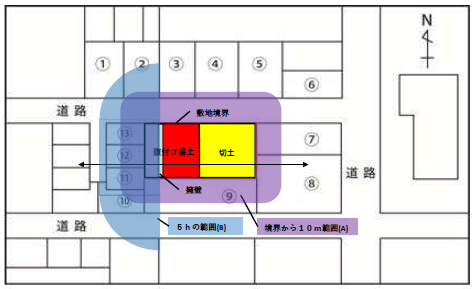 N
① ② ③ ④ ⑤
⑥
道 路
敷地境界
⑬
腹付け盛土
切土
⑦
⑫
⑪
擁壁
⑧
道 路
⑩
⑨
道 路
５ｈの範囲(B)
境界から１０ｍ範囲(A)